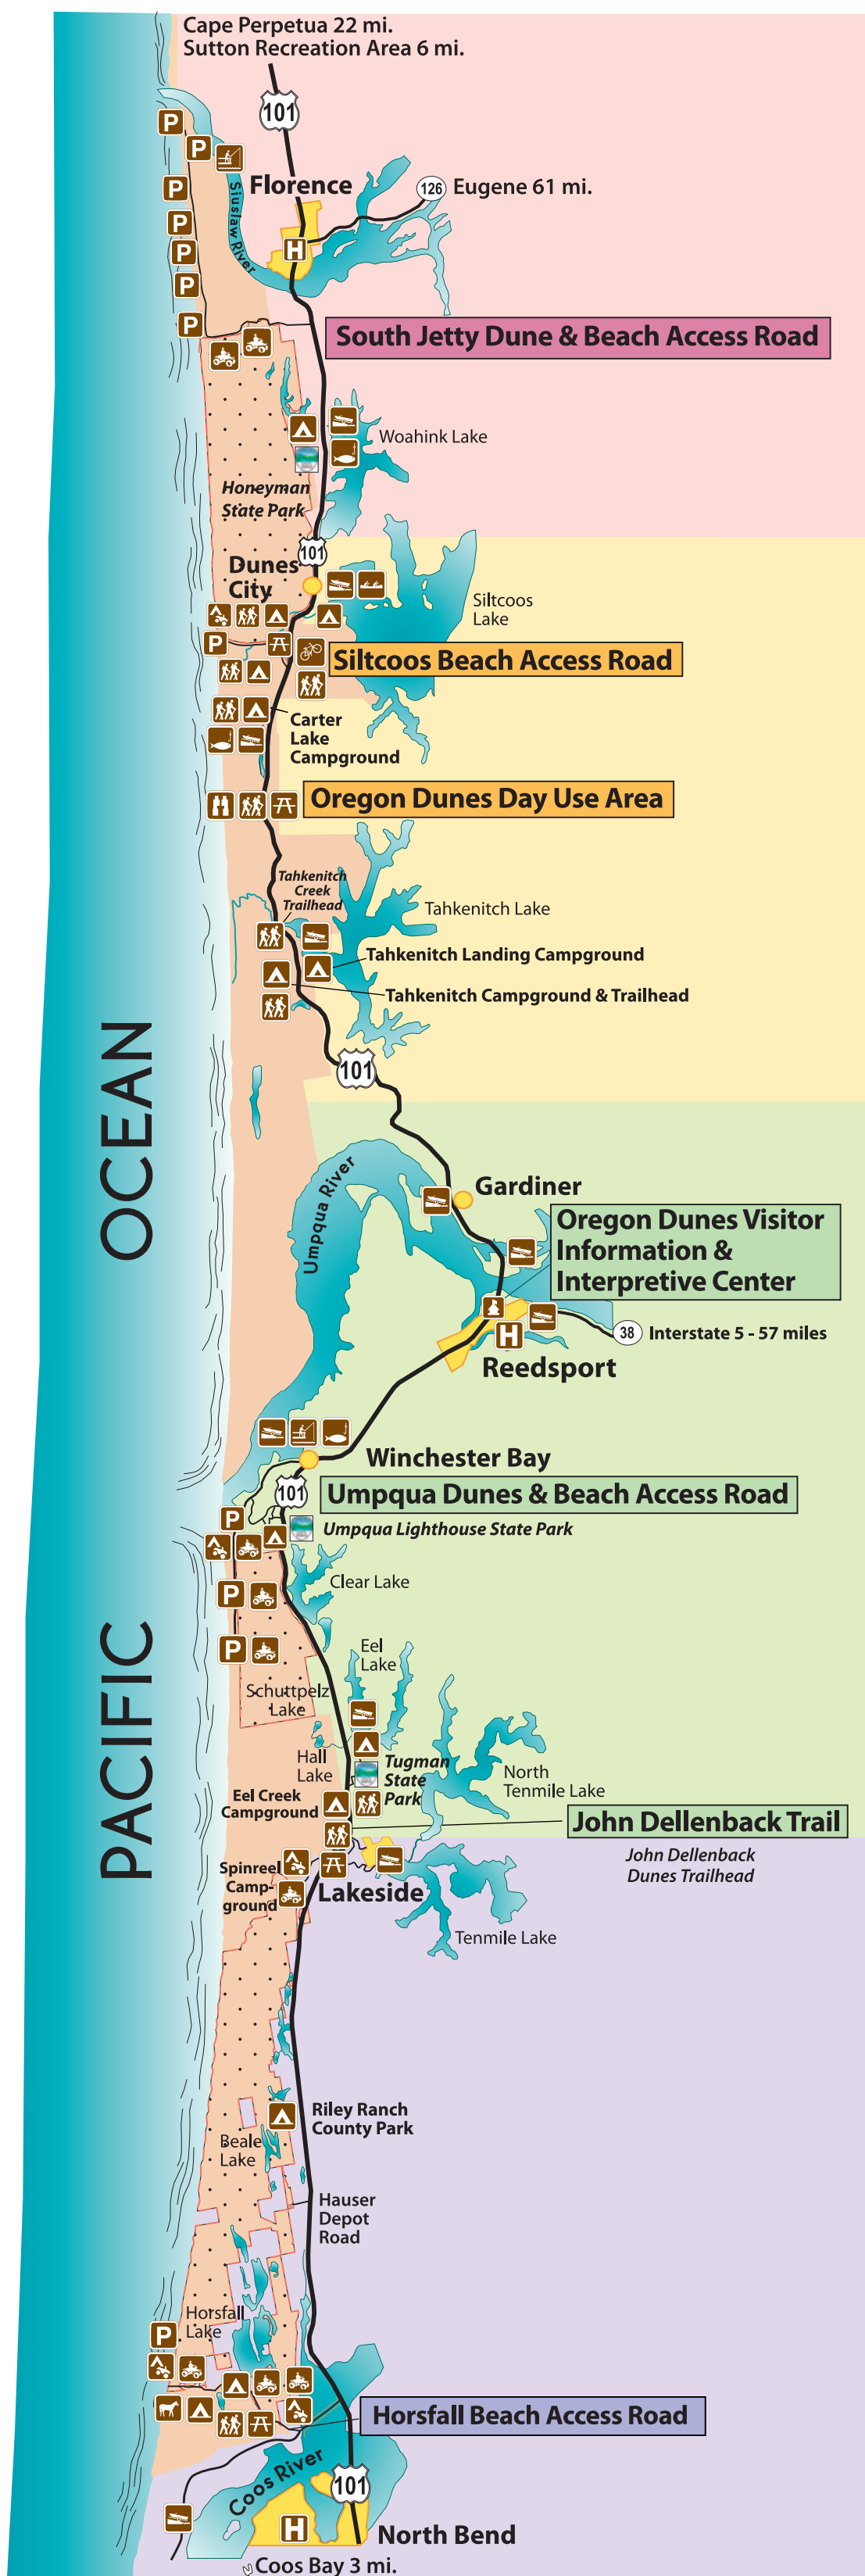 Cape Perpetua 22 mi.
Sutton Recreation Area 6 mi.
101
P
P
Siuslaw River
Florence
126
Eugene 61 mi.
P
P
P
H
P
P
South Jetty Dune & Beach Access Road
Woahink Lake
Honeyman
State Park
101
Dunes
City
Siltcoos
Lake
P
Siltcoos Beach Access Road
Carter
Lake
Campground
Oregon Dunes Day Use Area
Tahkenitch
Creek
Trailhead
Tahkenitch Lake
Tahkenitch Landing Campground
Tahkenitch Campground & Trailhead
101
PACIFIC OCEAN
Umpqua River
Gardiner
Oregon Dunes Visitor
Information &
Interpretive Center
H
38
Interstate 5 - 57 miles
Reedsport
Winchester Bay
101
Umpqua Dunes & Beach Access Road
P
Umpqua Lighthouse State Park
Clear Lake
P
P
Eel
Lake
Schuttpelz
Lake
Hall
Lake
Tugman
State
Park
North
Tenmile Lake
Eel Creek
Campground
John Dellenback Trail
John Dellenback
Dunes Trailhead
Spinreel
Camp-
ground
Lakeside
Tenmile Lake
Riley Ranch
County Park
Beale
Lake
Hauser
Depot
Road
Horsfall
Lake
P
Horsfall Beach Access Road
Coos River
101
H
North Bend
Coos Bay 3 mi.